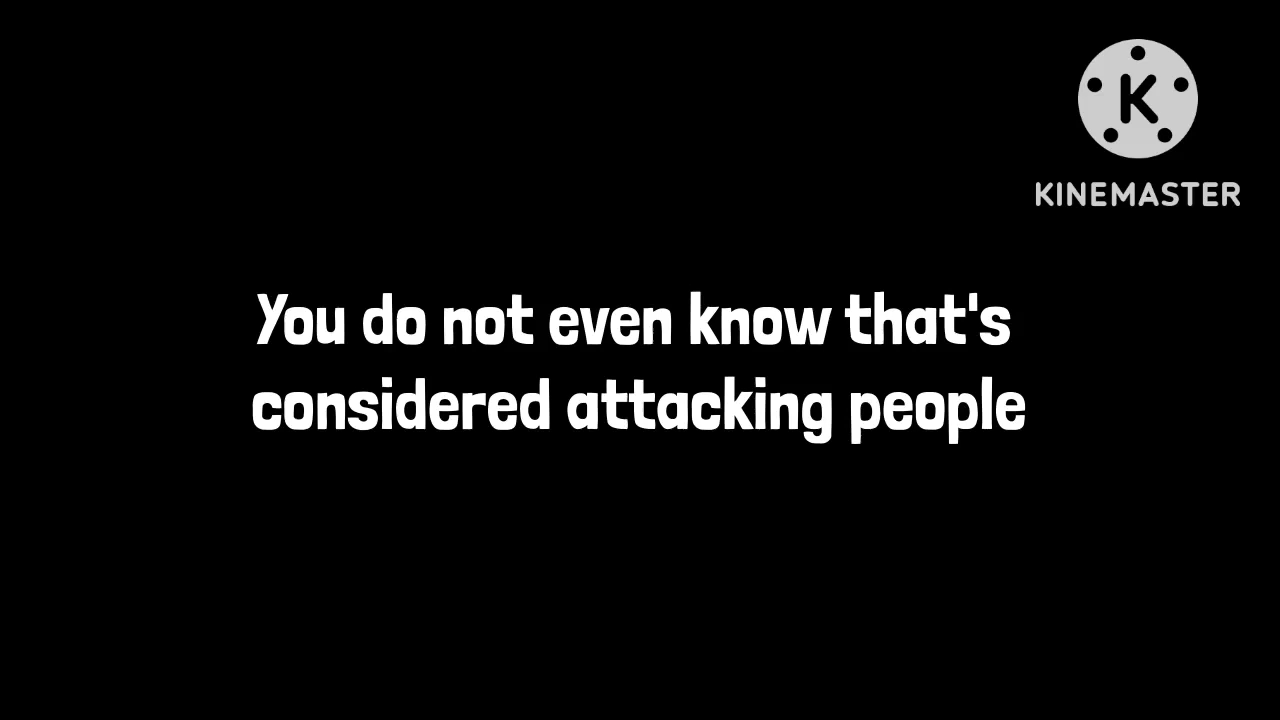 K
KINEMASTER
You do not even know that's
considered attacking people